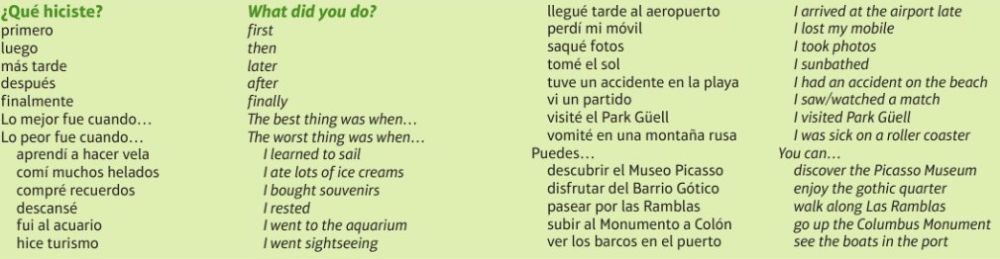 ¿Qué hiciste? What did you do?
primero first
luego then
más tarde later
después after
finalmente finally
Lo mejor fue cuando… The best thing was when…
Lo peor fue cuando… The worst thing was when…
aprendí a hacer vela I learned to sail
comí muchos helados I ate lots of ice creams
compré recuerdos I bought souvenirs
descansé I rested
fui al acuario I went to the aquarium
hice turismo I went sightseeing
llegué tarde al aeropuerto I arrived at the airport late
perdí mi móvil I lost my mobile
saqué fotos I took photos
tomé el sol I sunbathed
tuve un accidente en la playa I had an accident on the beach
vi un partido I saw/watched a match
visité el Park Güell I visited Park Güell
vomité en una montaña rusa I was sick on a roller coaster
Puedes… You can…
descubrir el Museo Picasso discover the Picasso Museum
disfrutar del Barrio Gótico enjoy the gothic quarter
pasear por las Ramblas walk along Las Ramblas
subir al Monumento a Colón go up the Columbus Monument
ver los barcos en el puerto see the boats in the port